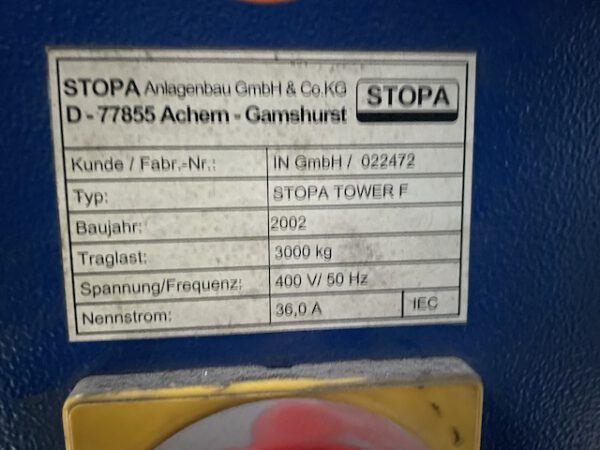 STOPA Anlagenbau GmbH & Co.KG STOPA
D - 77855 Achern - Gamshurst
Kunde / Fabr.-Nr.: IN GmbH / 022472
Typ: STOPA TOWER F
Baujahr: 2002
Traglast: 3000 kg
Spannung/Frequenz: 400 V/ 50 Hz
Nennstrom: 36,0 A IEC